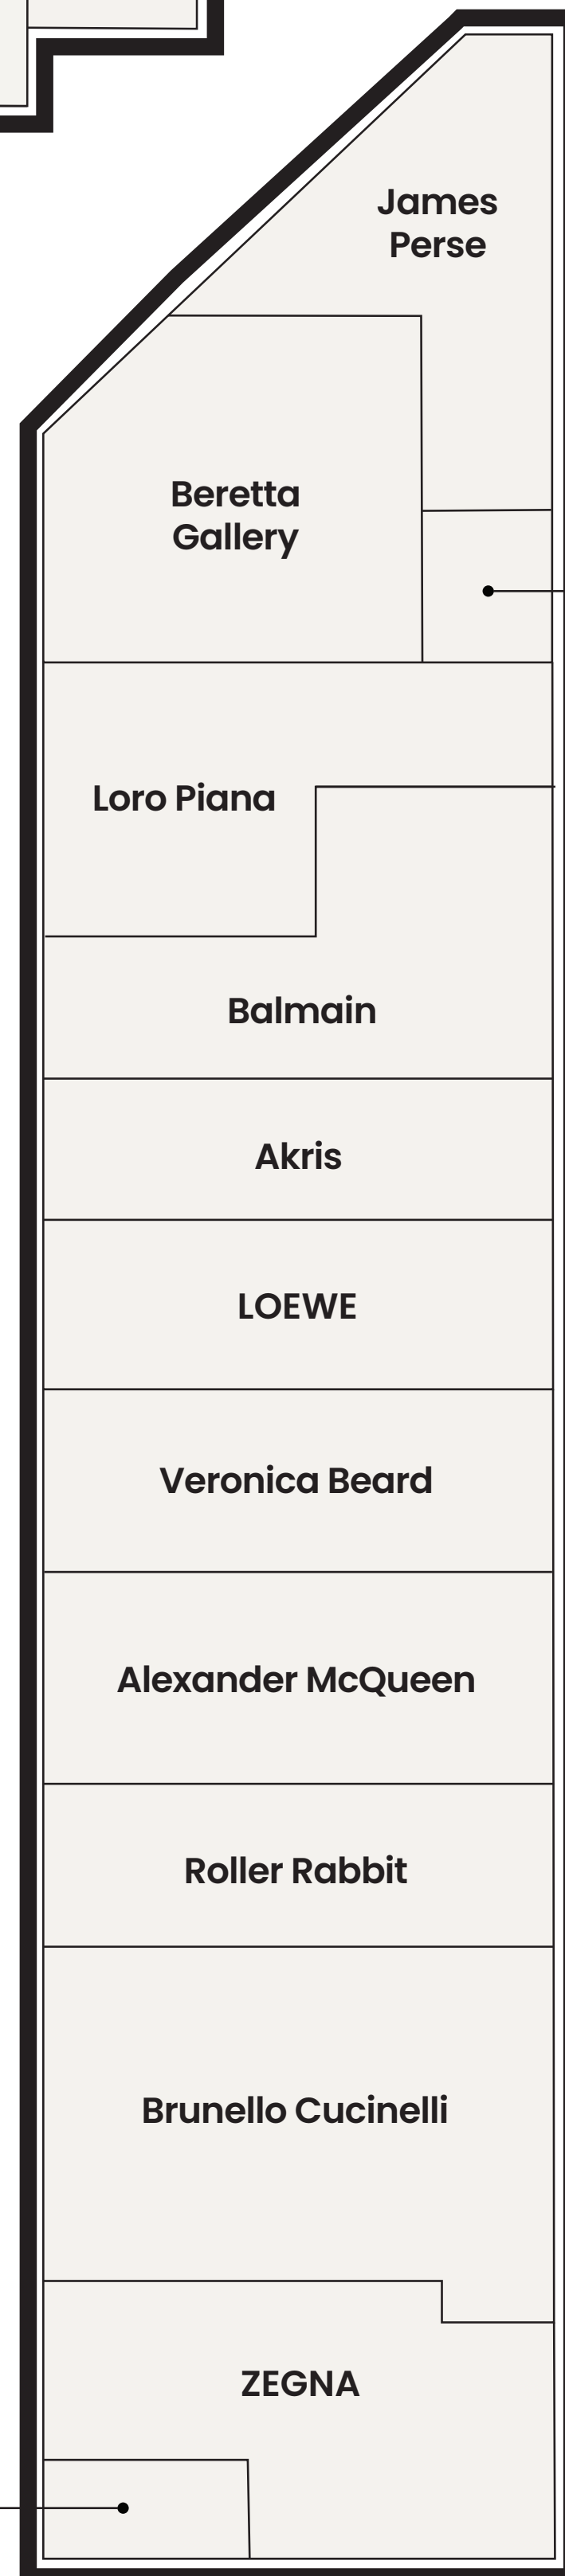 James
Perse
Beretta
Gallery
Loro Piana
Balmain
Akris
LOEWE
Veronica Beard
Alexander McQueen
Roller Rabbit
Brunello Cucinelli
ZEGNA